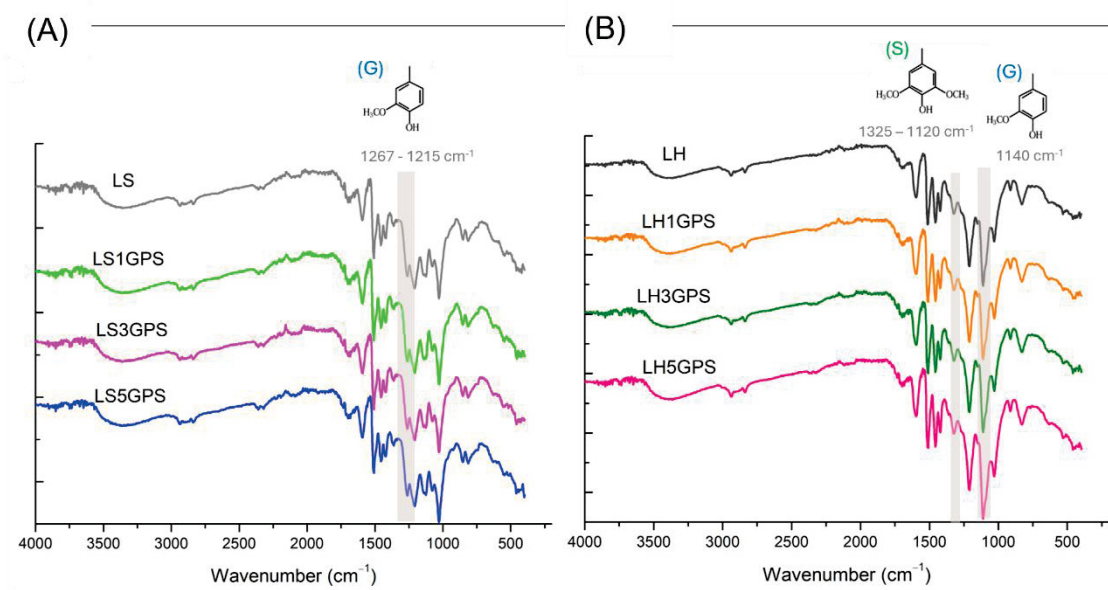 (A)
(G)
H₃CO
OH
1267 - 1215 cm⁻¹
LS
LS1GPS
LS3GPS
LS5GPS
4000 3500 3000 2500 2000 1500 1000 500
Wavenumber (cm⁻¹)
(B)
(S)
H₃CO
OCH₃
OH
(G)
H₃CO
OH
1325 – 1120 cm⁻¹
1140 cm⁻¹
LH
LH1GPS
LH3GPS
LH5GPS
4000 3500 3000 2500 2000 1500 1000 500
Wavenumber (cm⁻¹)